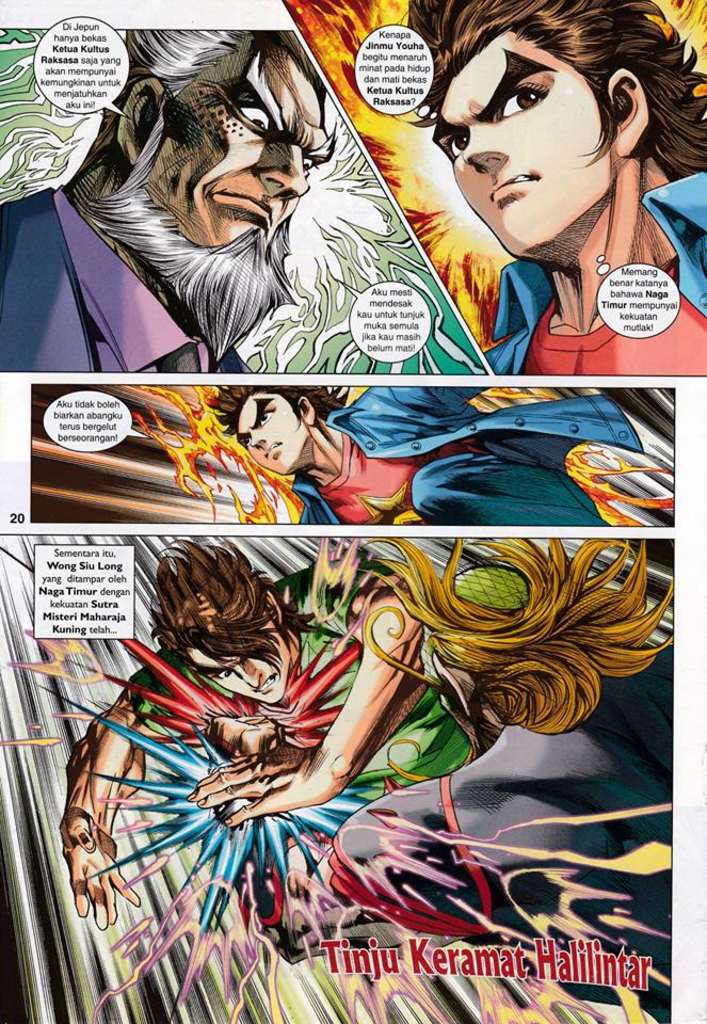 Di Jepun
hanya bekas
Ketua Kultus
Raksasa saja yang
akan mempunyai
kemungkinan untuk
menjatuhkan
aku ini!
Kenapa
Jinmu Youha
begitu menaruh
minat pada hidup
dan mati bekas
Ketua Kultus
Raksasa?
Aku mesti
mendesak
kau untuk tunjuk
muka semula
jika kau masih
belum mati!
Memang
benar katanya
bahawa Naga
Timur mempunyai
kekuatan
mutlak!
Aku tidak boleh
biarkan abangku
terus bergelut
berseorangan!
20
Sementara itu,
Wong Siu Long
yang ditampar oleh
Naga Timur dengan
kekuatan Sutra
Misteri Maharaja
Kuning telah...
Tinju Keramat Halilintar